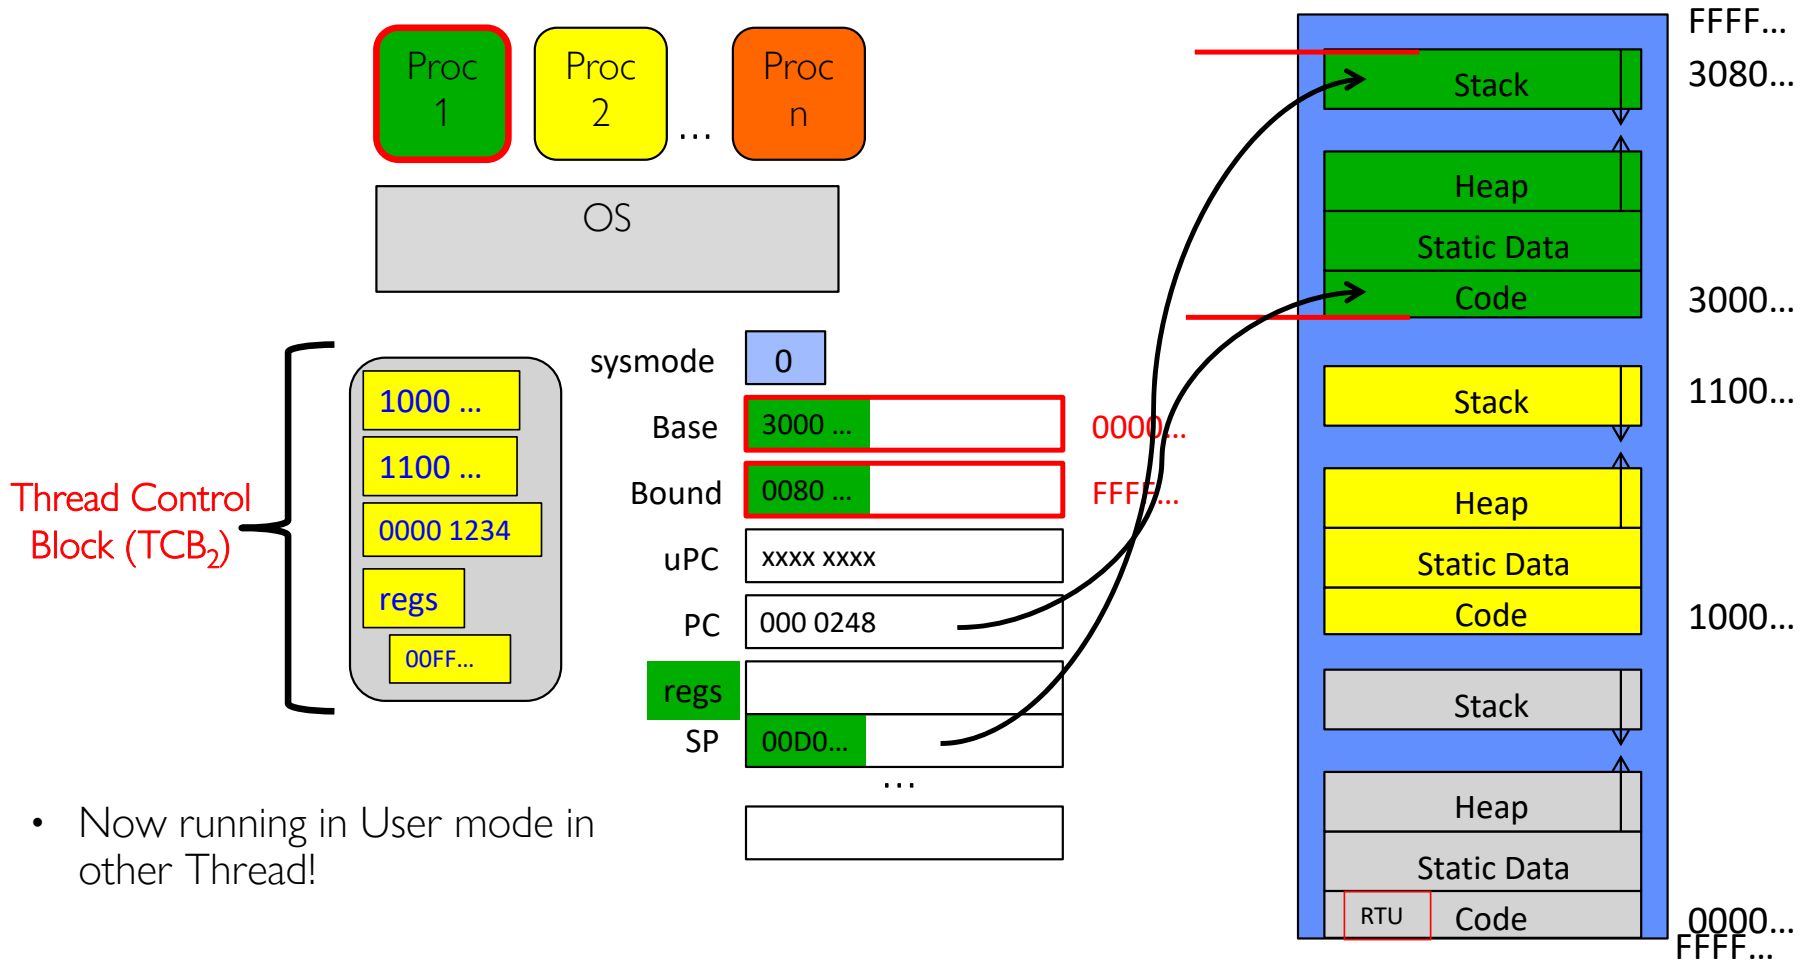 Proc
1
Proc
2
...
Proc
n
OS
Thread Control
Block (TCB₂)
1000 ...
1100 ...
0000 1234
regs
00FF...
sysmode
0
Base
3000 ...
0000...
Bound
0080 ...
FFFF...
uPC
xxxx xxxx
PC
000 0248
regs
SP
00D0...
...
• Now running in User mode in
other Thread!
FFFF...
Stack
3080...
Heap
Static Data
Code
3000...
Stack
1100...
Heap
Static Data
Code
1000...
Stack
Heap
Static Data
RTU
Code
0000...
FFFF...